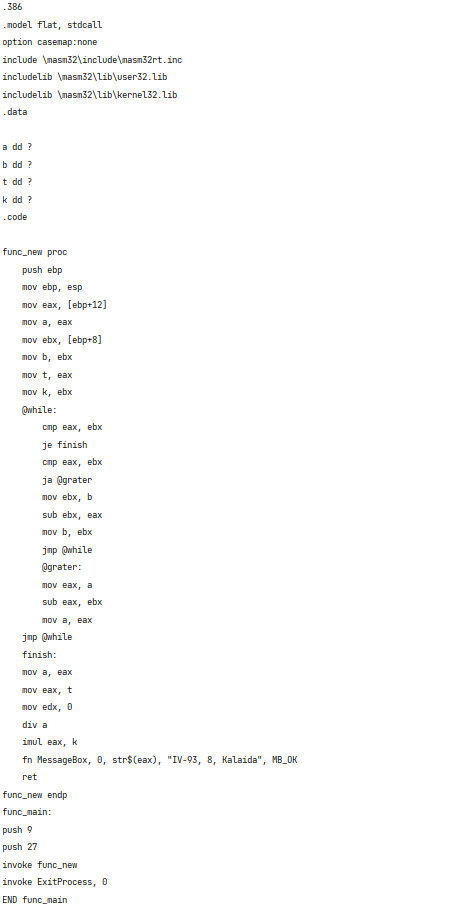 .386
.model flat, stdcall
option casemap:none
include \masm32\include\masm32rt.inc
includelib \masm32\lib\user32.lib
includelib \masm32\lib\kernel32.lib
.data
a dd ?
b dd ?
t dd ?
k dd ?
.code
func_new proc
push ebp
mov ebp, esp
mov eax, [ebp+12]
mov a, eax
mov ebx, [ebp+8]
mov b, ebx
mov t, eax
mov k, ebx
@while:
cmp eax, ebx
je finish
cmp eax, ebx
ja @grater
mov ebx, b
sub ebx, eax
mov b, ebx
jmp @while
@grater:
mov eax, a
sub eax, ebx
mov a, eax
jmp @while
finish:
mov a, eax
mov eax, t
mov edx, 0
div a
imul eax, k
fn MessageBox, 0, str$(eax), "IV-93, 8, Kalaida", MB_OK
ret
func_new endp
func_main:
push 9
push 27
invoke func_new
invoke ExitProcess, 0
END func_main